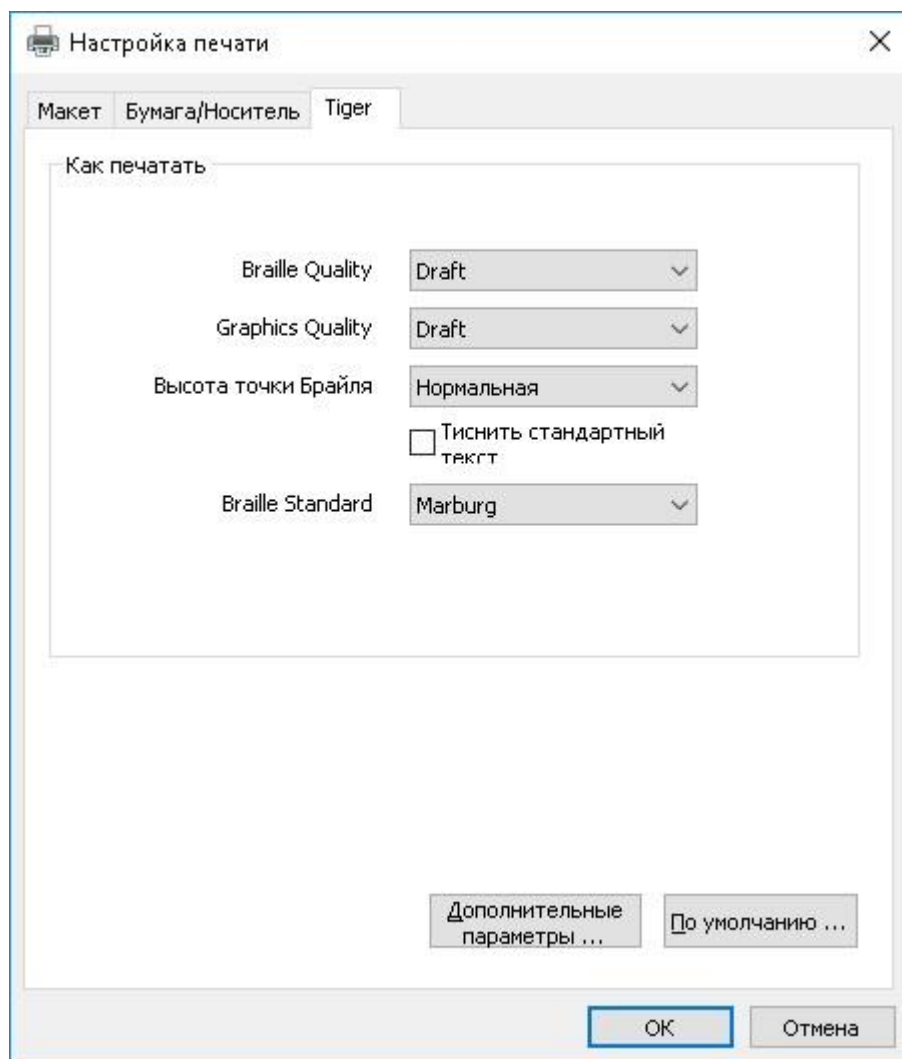 Настройка печати
Макет Бумага/Носитель Tiger
Как печатать
Braille Quality Draft
Graphics Quality Draft
Высота точки Брайля Нормальная
Тиснить стандартный
текст
Braille Standard Marburg
Дополнительные
параметры ...
По умолчанию ...
ОК Отмена